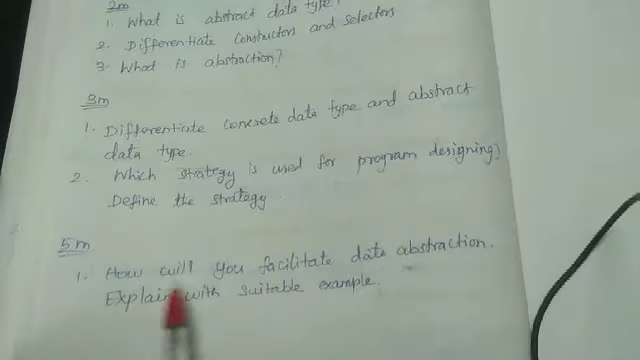 2m
1. What is abstract data type?
2. Differentiate Constructors and Selectors
3. What is abstraction?
3m
1. Differentiate Concrete data type and abstract
data type.
2. Which strategy is used for program designing?
Define the strategy
5m
1. How will you facilitate data abstraction.
Explain with suitable example.